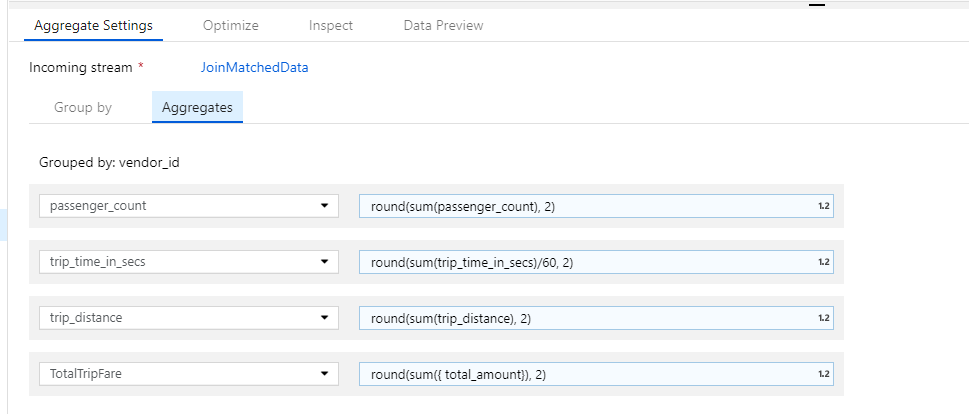 Aggregate Settings Optimize Inspect Data Preview
Incoming stream * JoinMatchedData
Group by Aggregates
Grouped by: vendor_id
passenger_count round(sum(passenger_count), 2) 1.2
trip_time_in_secs round(sum(trip_time_in_secs)/60, 2) 1.2
trip_distance round(sum(trip_distance), 2) 1.2
TotalTripFare round(sum({ total_amount}), 2) 1.2